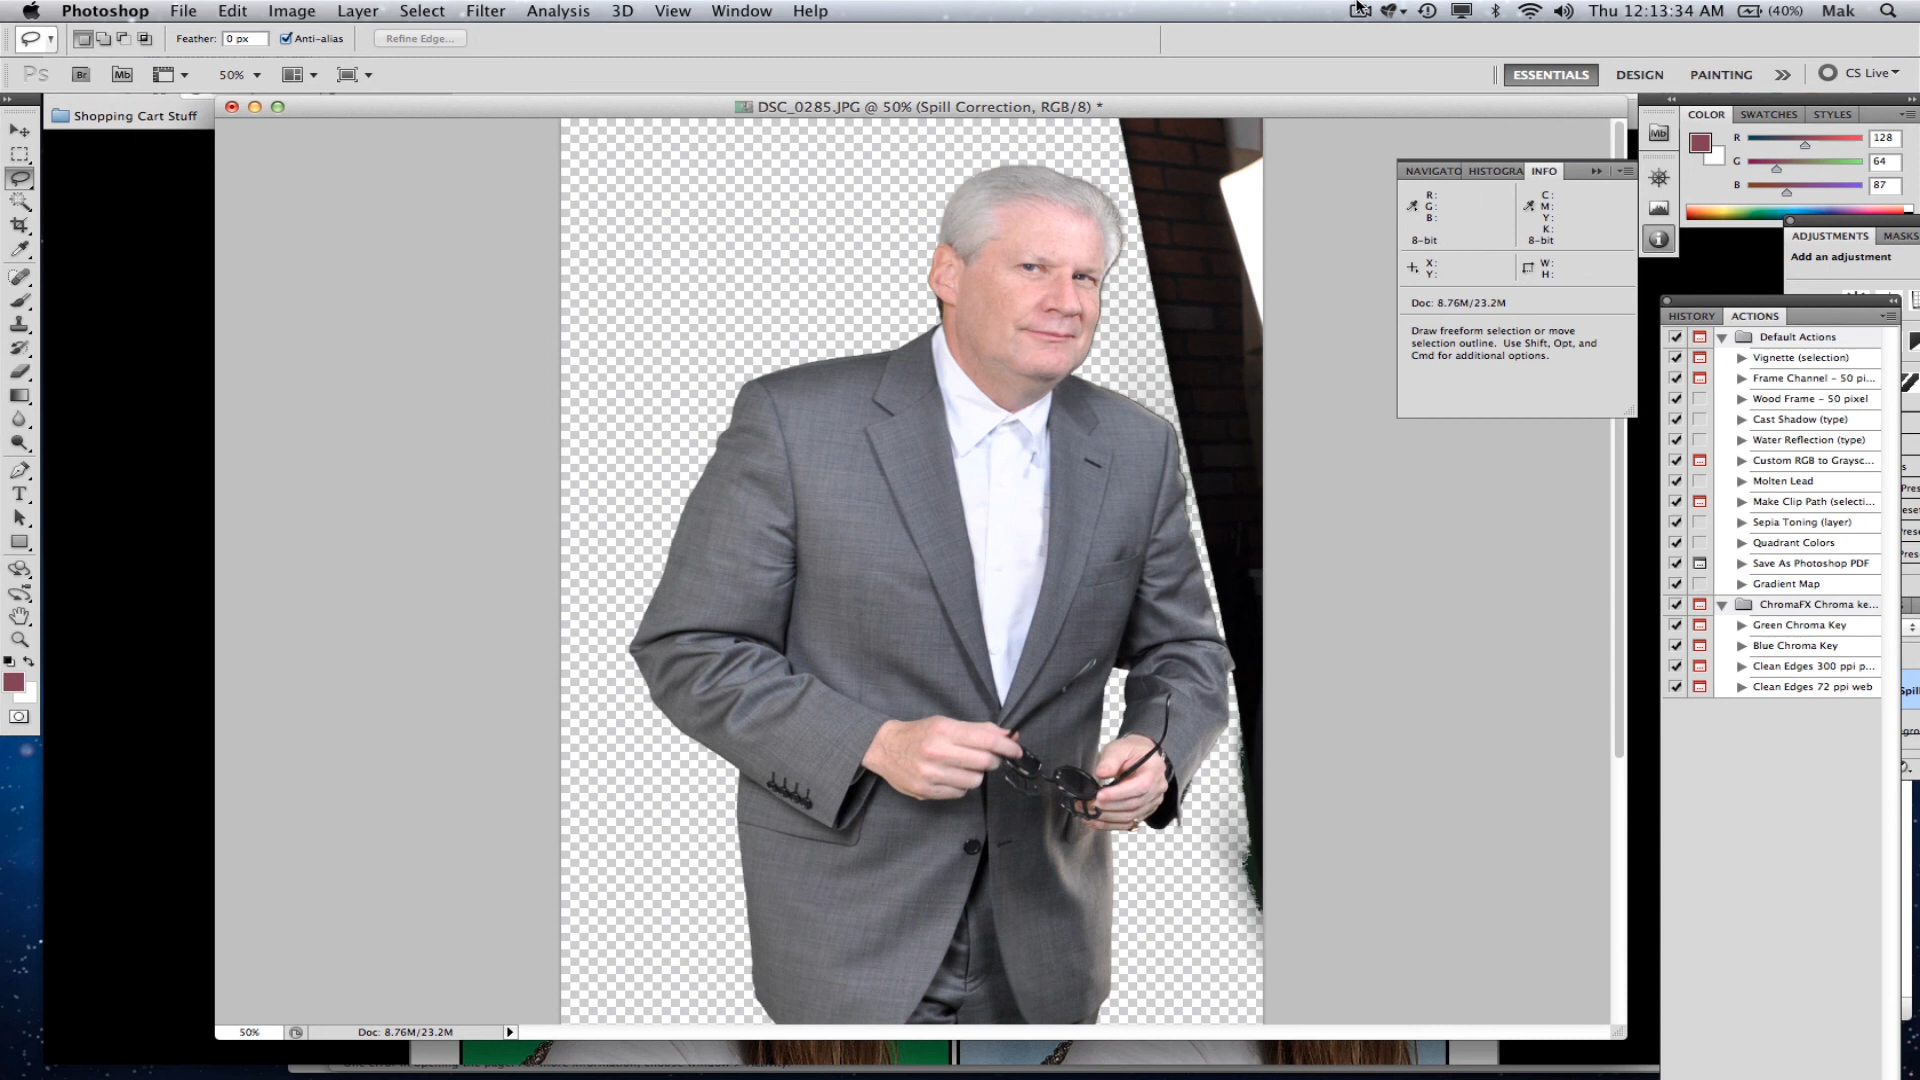 Photoshop File Edit Image Layer Select Filter Analysis 3D View Window Help Thu 12:13:34 AM (40%) Mak
Feather: 0 px Anti-alias Refine Edge...
Ps Br Mb 50% ESSENTIALS DESIGN PAINTING CS Live
Shopping Cart Stuff
DSC_0285.JPG @ 50% (Spill Correction, RGB/8) *
Mb
COLOR SWATCHES STYLES
R 128
G 64
B 87
NAVIGATO HISTOGRA INFO
R: C:
G: M:
B: Y:
K:
8-bit 8-bit
X: W:
Y: H:
Doc: 8.76M/23.2M
Draw freeform selection or move
selection outline. Use Shift, Opt, and
Cmd for additional options.
ADJUSTMENTS MASKS
Add an adjustment
HISTORY ACTIONS
Default Actions
Vignette (selection)
Frame Channel - 50 pi...
Wood Frame - 50 pixel
Cast Shadow (type)
Water Reflection (type)
Custom RGB to Graysc...
Molten Lead
Make Clip Path (selecti...
Sepia Toning (layer)
Quadrant Colors
Save As Photoshop PDF
Gradient Map
ChromaFX Chroma ke...
Green Chroma Key
Blue Chroma Key
Clean Edges 300 ppi p...
Clean Edges 72 ppi web
T
50% Doc: 8.76M/23.2M